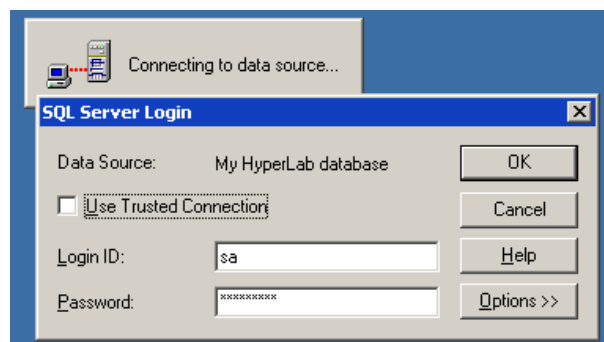 Connecting to data source...
SQL Server Login
Data Source: My HyperLab database OK
Use Trusted Connection Cancel
Login ID: sa Help
Password: ********* Options >>